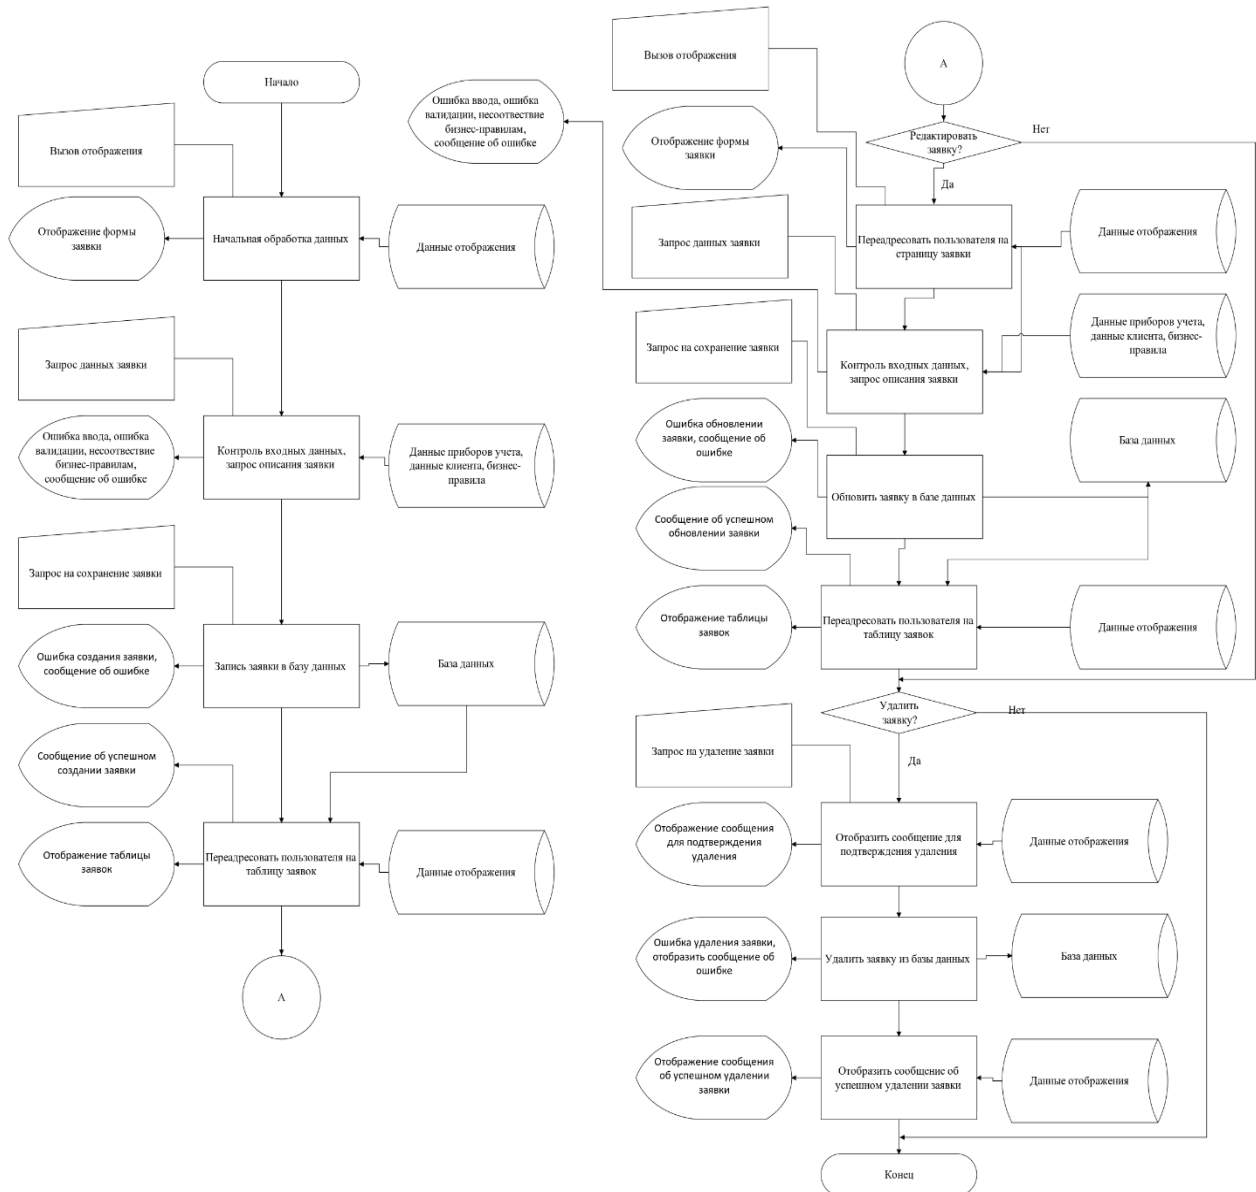 Начало
Вызов отображения
Отображение формы
заявки
Начальная обработка данных
Данные отображения
Запрос данных заявки
Ошибка ввода, ошибка
валидации, несоотвествие
бизнес-правилам,
сообщение об ошибке
Контроль входных данных,
запрос описания заявки
Данные приборов учета,
данные клиента, бизнес-
правила
Запрос на сохранение заявки
Ошибка создания заявки,
сообщение об ошибке
Запись заявки в базу данных
База данных
Сообщение об успешном
создании заявки
Отображение таблицы
заявок
Переадресовать пользователя на
таблицу заявок
Данные отображения
А
Вызов отображения
А
Ошибка ввода, ошибка
валидации, несоотвествие
бизнес-правилам,
сообщение об ошибке
Редактировать
заявку?
Нет
Да
Отображение формы
заявки
Запрос данных заявки
Переадресовать пользователя на
страницу заявки
Данные отображения
Запрос на сохранение заявки
Контроль входных данных,
запрос описания заявки
Данные приборов учета,
данные клиента, бизнес-
правила
Ошибка обновлении
заявки, сообщение об
ошибке
База данных
Обновить заявку в базе данных
Сообщение об успешном
обновлении заявки
Отображение таблицы
заявок
Переадресовать пользователя на
таблицу заявок
Данные отображения
Удалить
заявку?
Нет
Да
Запрос на удаление заявки
Отображение сообщения
для подтверждения
удаления
Отобразить сообщение для
подтверждения удаления
Данные отображения
Ошибка удаления заявки,
отобразить сообщение об
ошибке
Удалить заявку из базы данных
База данных
Отображение сообщения
об успешном удалении
заявки
Отобразить сообщение об
успешном удалении заявки
Данные отображения
Конец